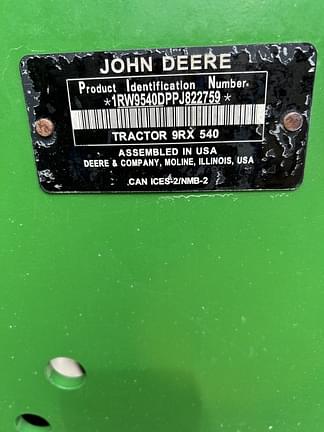 JOHN DEERE
Product Identification Number
*1RW9540DPPJ822759*
TRACTOR 9RX 540
ASSEMBLED IN USA
DEERE & COMPANY, MOLINE, ILLINOIS, USA
CAN ICES-2/NMB-2